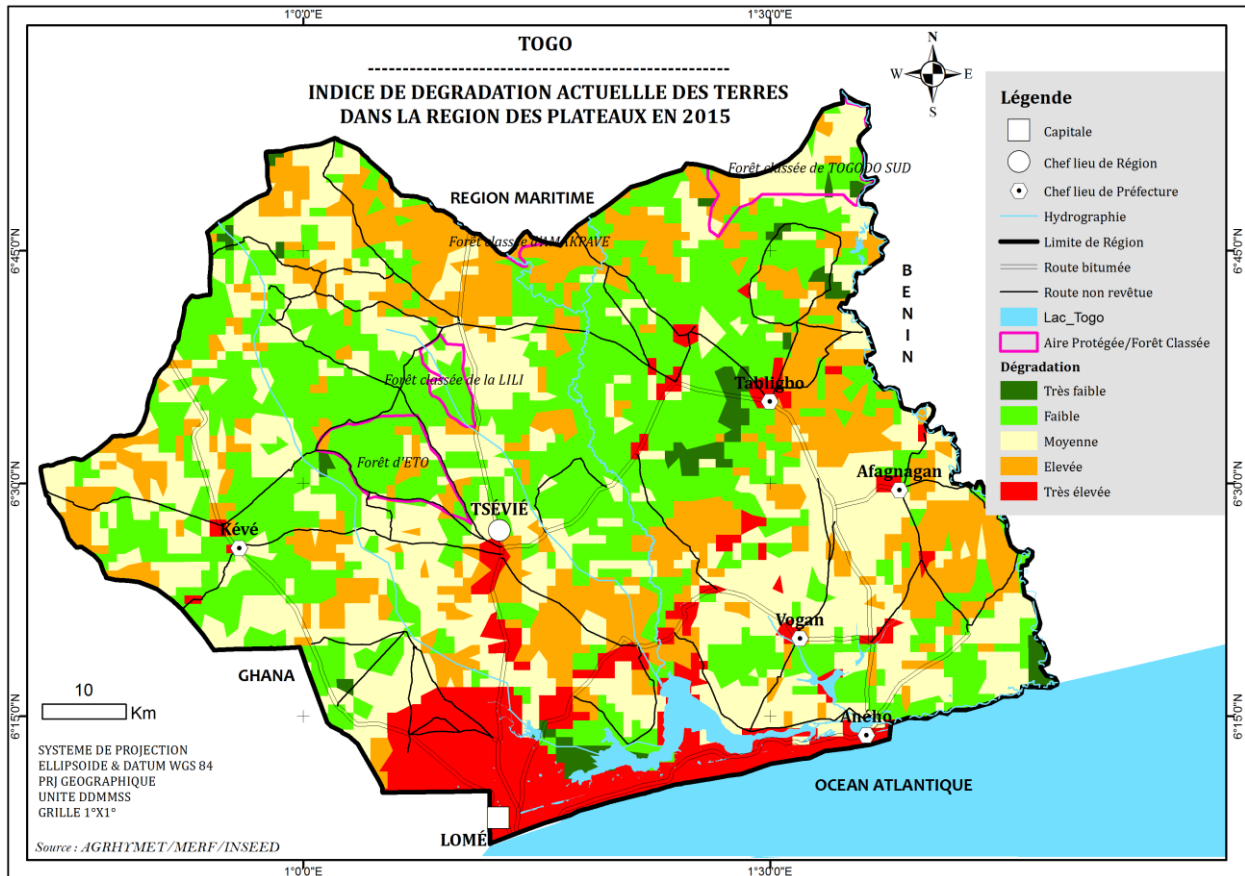 1°0'0"E
1°30'0"E
TOGO
---------------------------------------------------
INDICE DE DEGRADATION ACTUELLLE DES TERRES
DANS LA REGION DES PLATEAUX EN 2015
N
W
E
S
Légende
Capitale
Chef lieu de Région
Chef lieu de Préfecture
Hydrographie
Limite de Région
Route bitumée
Route non revêtue
Lac_Togo
Aire Protégée/Forêt Classée
Dégradation
Très faible
Faible
Moyenne
Elevée
Très élevée
Forêt classée de TOGODO SUD
REGION MARITIME
Forêt classée d'AMAKPAVE
6°45'0"N
6°45'0"N
BENIN
Forêt classée de la LILI
Tabligbo
Forêt d'ETO
Afagnagan
6°30'0"N
6°30'0"N
TSÉVIÉ
Kévé
Vogan
GHANA
10
Km
6°15'0"N
6°15'0"N
Aného
SYSTEME DE PROJECTION
ELLIPSOIDE & DATUM WGS 84
PRJ GEOGRAPHIQUE
UNITE DDMMSS
GRILLE 1°X1°
OCEAN ATLANTIQUE
LOMÉ
Source : AGRHYMET/MERF/INSEED
1°0'0"E
1°30'0"E